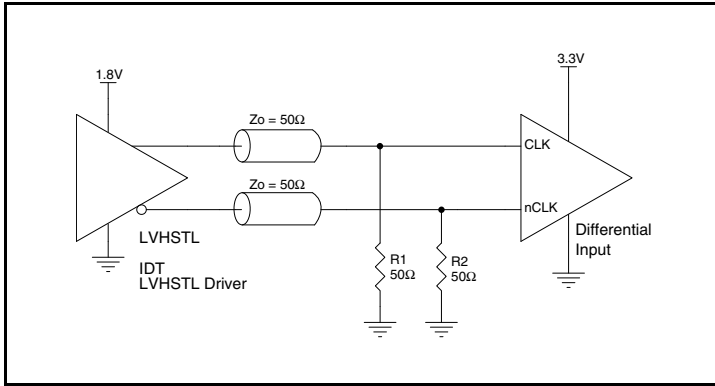 1.8V
3.3V
Zo = 50Ω
CLK
Zo = 50Ω
nCLK
LVHSTL
IDT
LVHSTL Driver
R1
50Ω
R2
50Ω
Differential
Input